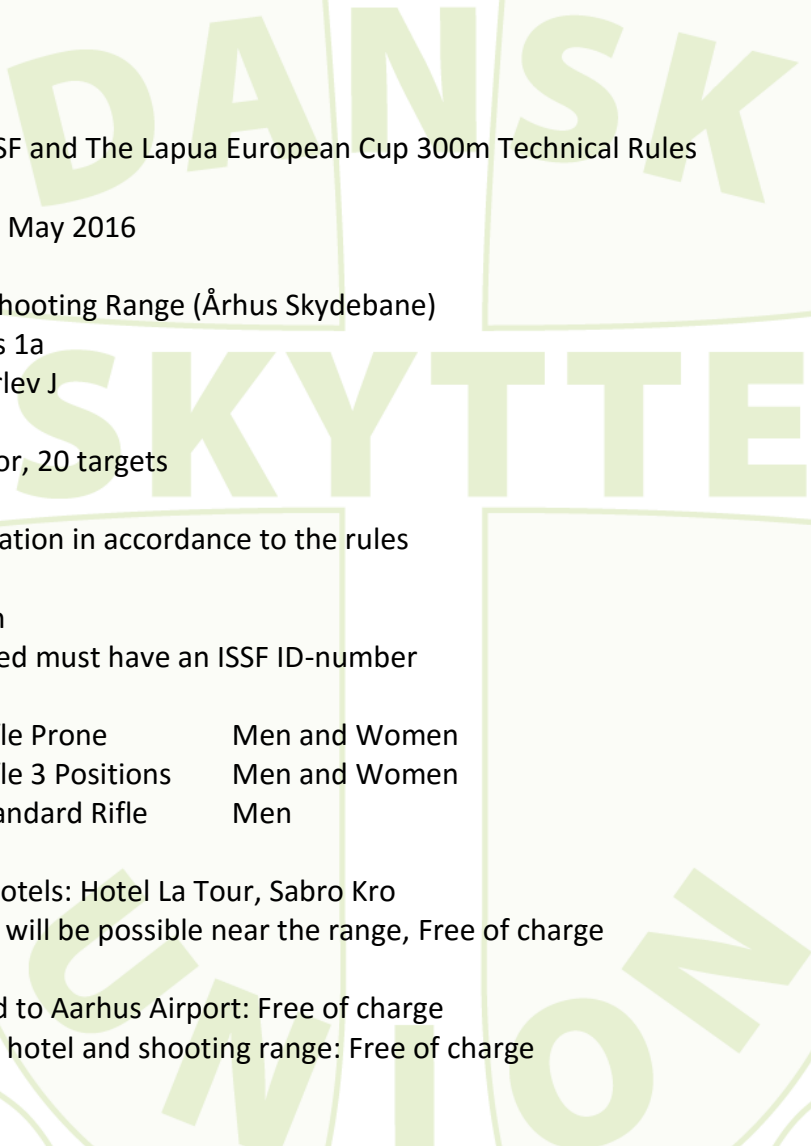 DANSK
SF and The Lapua European Cup 300m Technical Rules
May 2016
hooting Range (Århus Skydebane)
s 1a
rlev J
SKYTTE
or, 20 targets
ation in accordance to the rules
n
ed must have an ISSF ID-number
le Prone Men and Women
le 3 Positions Men and Women
andard Rifle Men
otels: Hotel La Tour, Sabro Kro
will be possible near the range, Free of charge
UNION
d to Aarhus Airport: Free of charge
hotel and shooting range: Free of charge